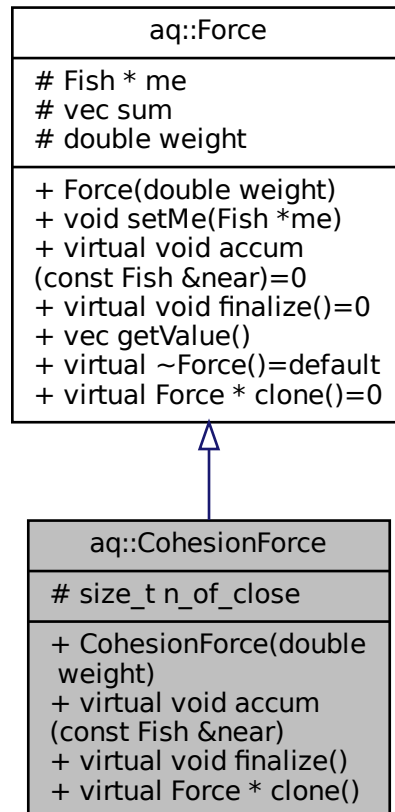 aq::Force
# Fish * me
# vec sum
# double weight
+ Force(double weight)
+ void setMe(Fish *me)
+ virtual void accum
(const Fish &near)=0
+ virtual void finalize()=0
+ vec getValue()
+ virtual ~Force()=default
+ virtual Force * clone()=0
aq::CohesionForce
# size_t n_of_close
+ CohesionForce(double
weight)
+ virtual void accum
(const Fish &near)
+ virtual void finalize()
+ virtual Force * clone()